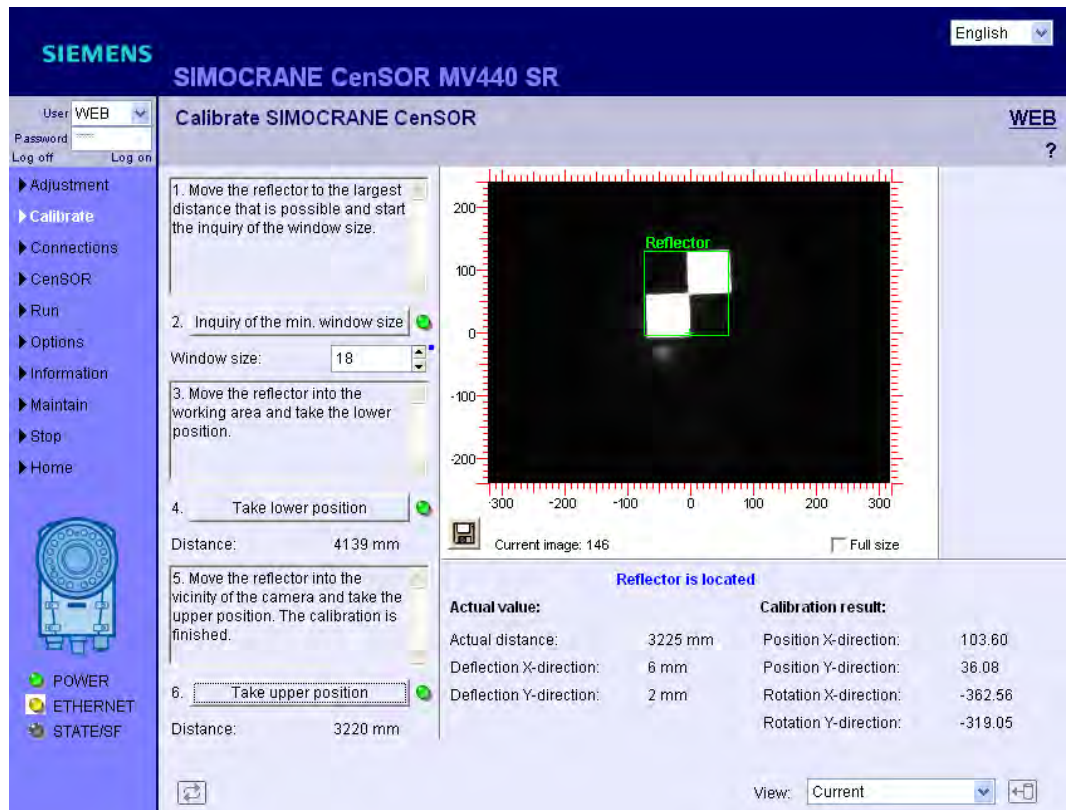 English
SIEMENS
SIMOCRANE CenSOR MV440 SR
User WEB
Password
Log off Log on
Calibrate SIMOCRANE CenSOR
WEB
?
Adjustment
Calibrate
Connections
CenSOR
Run
Options
Information
Maintain
Stop
Home
POWER
ETHERNET
STATE/SF
1. Move the reflector to the largest
distance that is possible and start
the inquiry of the window size.
2. Inquiry of the min. window size
Window size: 18
3. Move the reflector into the
working area and take the lower
position.
4. Take lower position
Distance: 4139 mm
5. Move the reflector into the
vicinity of the camera and take the
upper position. The calibration is
finished.
6. Take upper position
Distance: 3220 mm
200
Reflector
100
0
-100
-200
-300 -200 -100 0 100 200 300
Current image: 146
Full size
Reflector is located
Actual value:
Actual distance: 3225 mm
Deflection X-direction: 6 mm
Deflection Y-direction: 2 mm
Calibration result:
Position X-direction: 103.60
Position Y-direction: 36.08
Rotation X-direction: -362.56
Rotation Y-direction: -319.05
View: Current